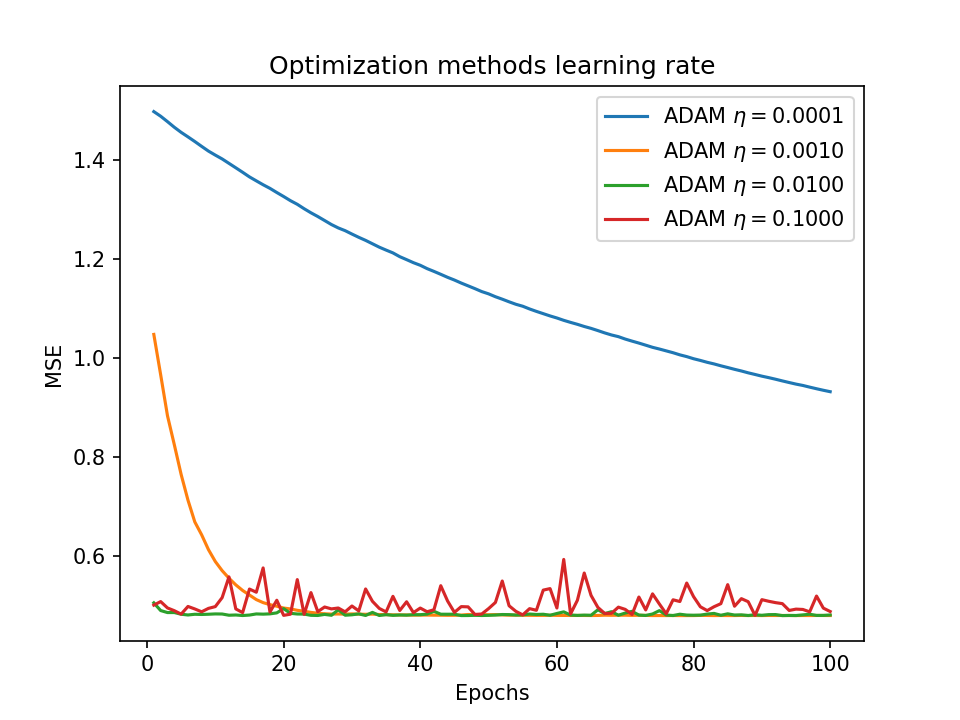 Optimization methods learning rate
ADAM η = 0.0001
ADAM η = 0.0010
ADAM η = 0.0100
ADAM η = 0.1000
1.4
1.2
1.0
0.8
0.6
MSE
0 20 40 60 80 100
Epochs